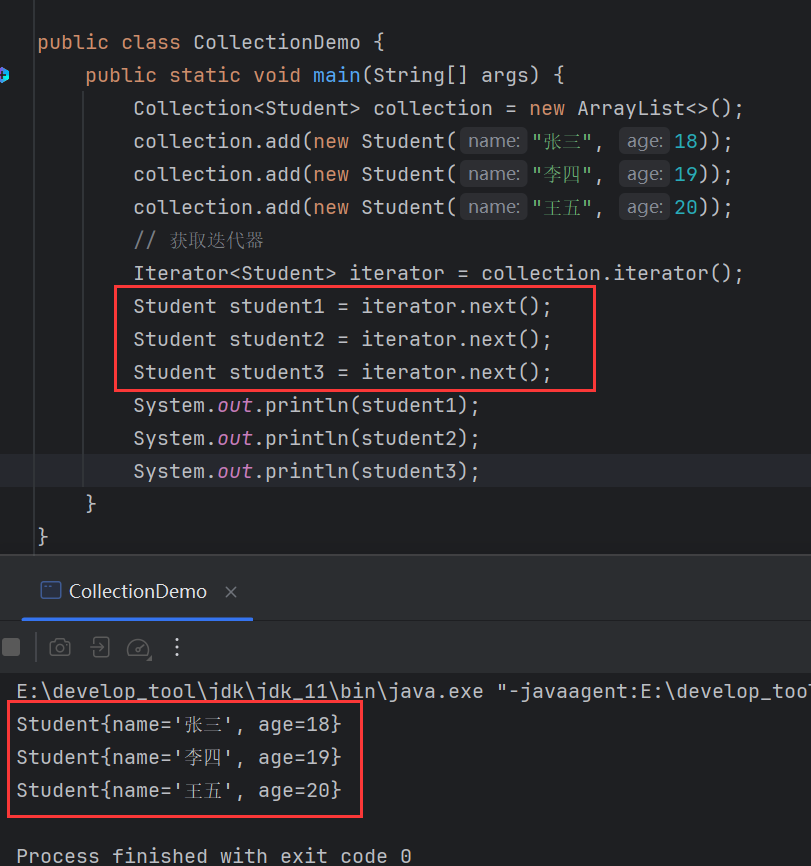 public class CollectionDemo {
public static void main(String[] args) {
Collection<Student> collection = new ArrayList<>();
collection.add(new Student( name: "张三", age: 18));
collection.add(new Student( name: "李四", age: 19));
collection.add(new Student( name: "王五", age: 20));
// 获取迭代器
Iterator<Student> iterator = collection.iterator();
Student student1 = iterator.next();
Student student2 = iterator.next();
Student student3 = iterator.next();
System.out.println(student1);
System.out.println(student2);
System.out.println(student3);
}
}
CollectionDemo ×
E:\develop_tool\jdk\jdk_11\bin\java.exe "-javaagent:E:\develop_too
Student{name='张三', age=18}
Student{name='李四', age=19}
Student{name='王五', age=20}
Process finished with exit code 0